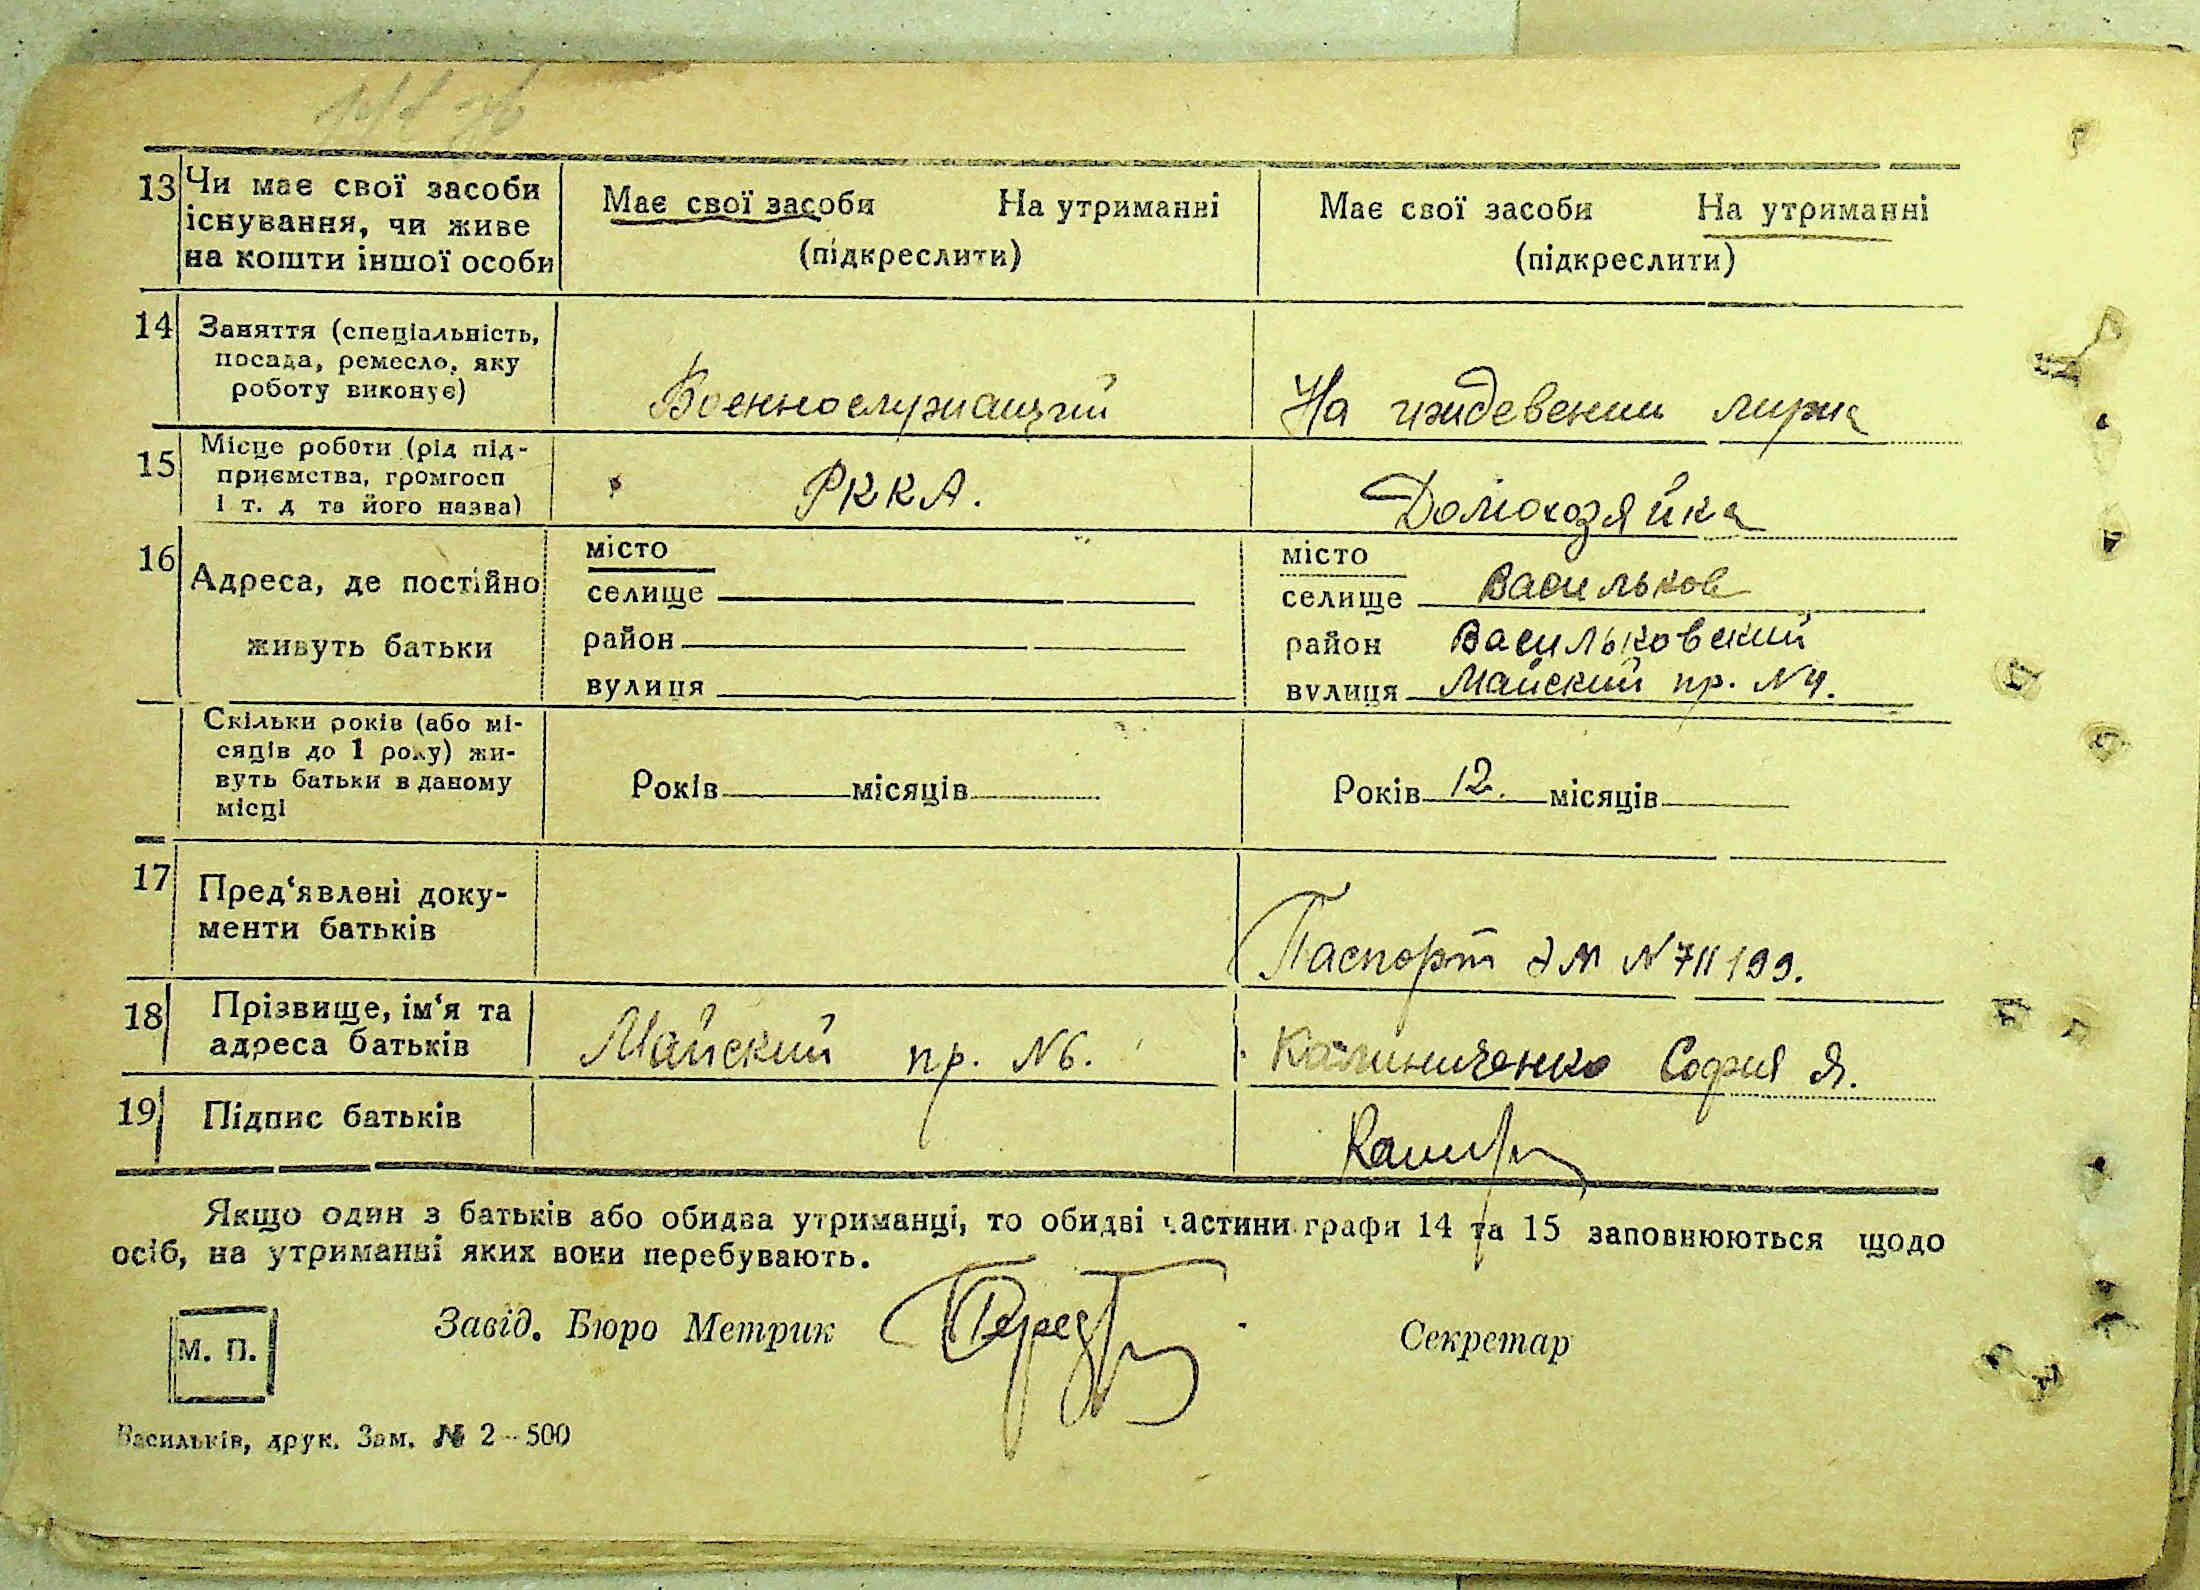 13 Чи має свої засоби існування, чи живе на кошти іншої особи
Має свої засоби На утриманні
(підкреслити)
Має свої засоби На утриманні
(підкреслити)
14 Заняття (спеціальність, посада, ремесло, яку роботу виконує)
Военнослужащий
На иждевении мужа
15 Місце роботи (рід підприємства, громгосп і т. д та його назва)
РККА.
Домохозяйка
16 Адреса, де постійно живуть батьки
місто
селище
район
вулиця
місто
селище Васильков
район Васильковский
вулиця Майский пр. N4.
Скільки років (або місяців до 1 року) живуть батьки в даному місці
Років місяців
Років 12. місяців
17 Пред‘явлені документи батьків
Паспорт ЭМ N 711199.
18 Прізвище, ім‘я та адреса батьків
Майский пр. N6.
Калиниченко София Я.
19 Підпис батьків
Якщо один з батьків або обидва утриманці, то обидві частини графи 14 та 15 заповнюються щодо
осіб, на утриманні яких вони перебувають.
М. П.
Завід. Бюро Метрик
Секретар
Васильків, друк. Зам. № 2—500